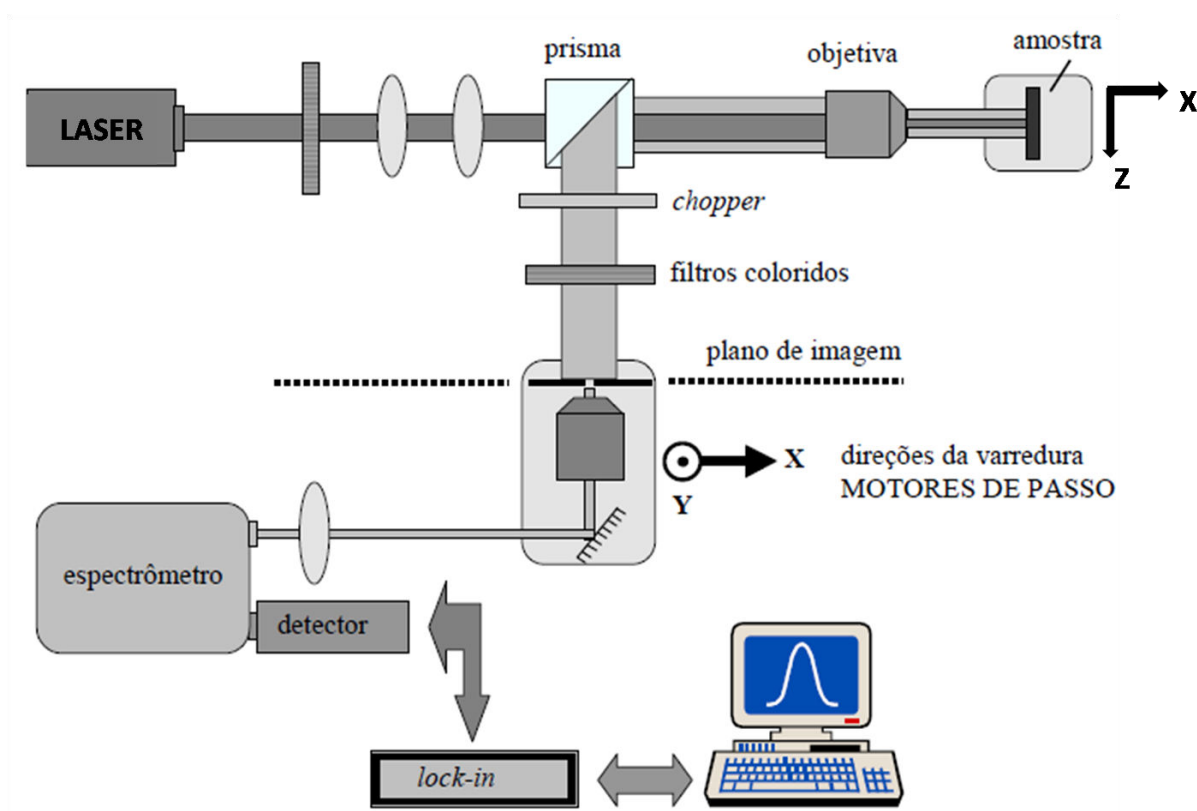 prisma
objetiva
amostra
LASER
X
Z
chopper
filtros coloridos
plano de imagem
X
Y
direções da varredura
MOTORES DE PASSO
espectrômetro
detector
lock-in